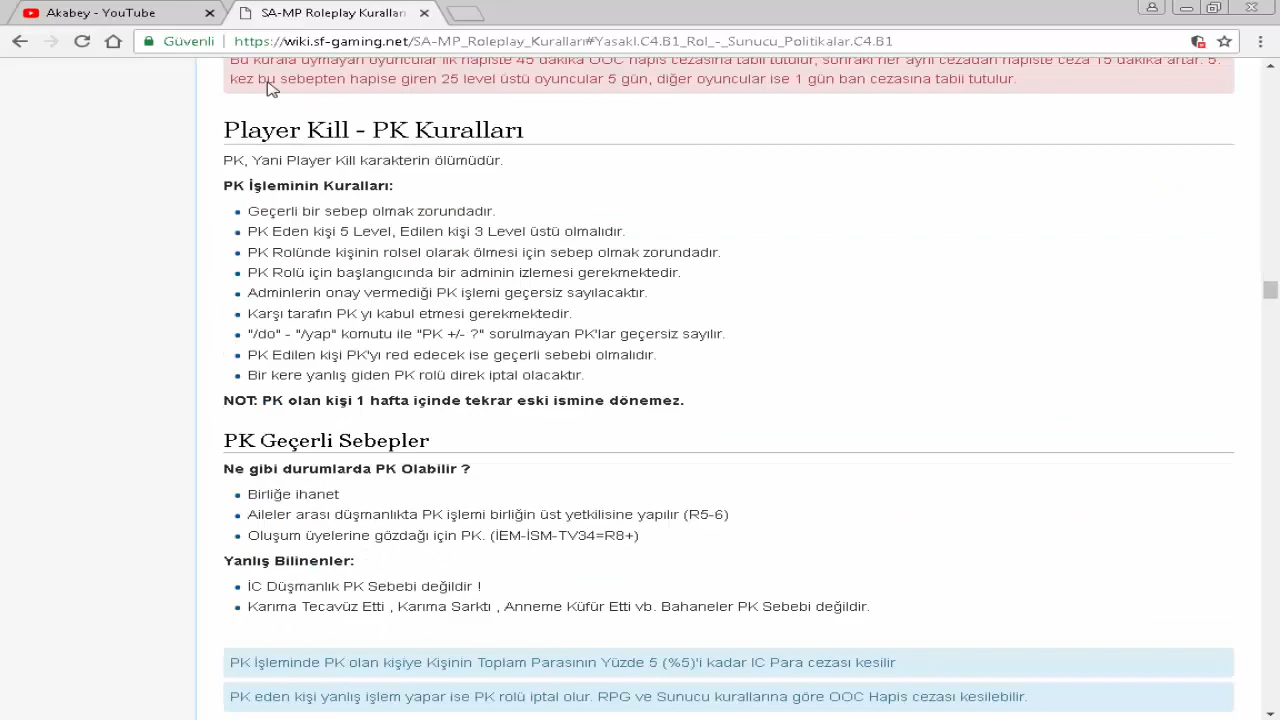 Akabey - YouTube
SA-MP Roleplay Kuralları
Güvenli
https://wiki.sf-gaming.net/SA-MP_Roleplay_Kuralları#Yasakl.C4.B1_Rol_-_Sunucu_Politikalar.C4.B1
Bu kurala uymayan oyuncular ilk hapiste 45 dakika OOC hapis cezasına tabii tutulur, sonraki her aynı cezadan hapiste ceza 15 dakika artar. 5.
kez bu sebepten hapise giren 25 level üstü oyuncular 5 gün, diğer oyuncular ise 1 gün ban cezasına tabii tutulur.
Player Kill - PK Kuralları
PK, Yani Player Kill karakterin ölümüdür.
PK İşleminin Kuralları:
Geçerli bir sebep olmak zorundadır.
PK Eden kişi 5 Level, Edilen kişi 3 Level üstü olmalıdır.
PK Rolünde kişinin rolsel olarak ölmesi için sebep olmak zorundadır.
PK Rolü için başlangıcında bir adminin izlemesi gerekmektedir.
Adminlerin onay vermediği PK işlemi geçersiz sayılacaktır.
Karşı tarafın PK yı kabul etmesi gerekmektedir.
"/do" - "/yap" komutu ile "PK +/- ?" sorulmayan PK'lar geçersiz sayılır.
PK Edilen kişi PK'yı red edecek ise geçerli sebebi olmalıdır.
Bir kere yanlış giden PK rolü direk iptal olacaktır.
NOT: PK olan kişi 1 hafta içinde tekrar eski ismine dönemez.
PK Geçerli Sebepler
Ne gibi durumlarda PK Olabilir ?
Birliğe ihanet
Aileler arası düşmanlıkta PK işlemi birliğin üst yetkilisine yapılır (R5-6)
Oluşum üyelerine gözdağı için PK. (İEM-İSM-TV34=R8+)
Yanlış Bilinenler:
İC Düşmanlık PK Sebebi değildir !
Karıma Tecavüz Etti , Karıma Sarktı , Anneme Küfür Etti vb. Bahaneler PK Sebebi değildir.
PK İşleminde PK olan kişiye Kişinin Toplam Parasının Yüzde 5 (%5)'i kadar IC Para cezası kesilir
PK eden kişi yanlış işlem yapar ise PK rolü iptal olur. RPG ve Sunucu kurallarına göre OOC Hapis cezası kesilebilir.